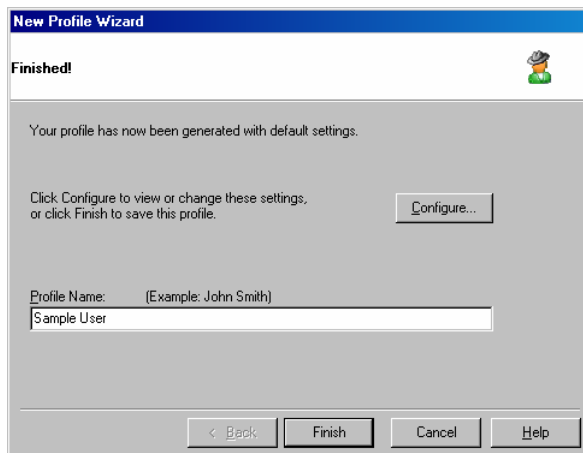 New Profile Wizard
Finished!
Your profile has now been generated with default settings.
Click Configure to view or change these settings,
or click Finish to save this profile.
Configure...
Profile Name: (Example: John Smith)
Sample User
< Back Finish Cancel Help